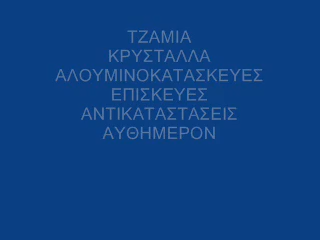 ΤΖΑΜΙΑ
ΚΡΥΣΤΑΛΛΑ
ΑΛΟΥΜΙΝΟΚΑΤΑΣΚΕΥΕΣ
ΕΠΙΣΚΕΥΕΣ
ΑΝΤΙΚΑΤΑΣΤΑΣΕΙΣ
ΑΥΘΗΜΕΡΟΝ